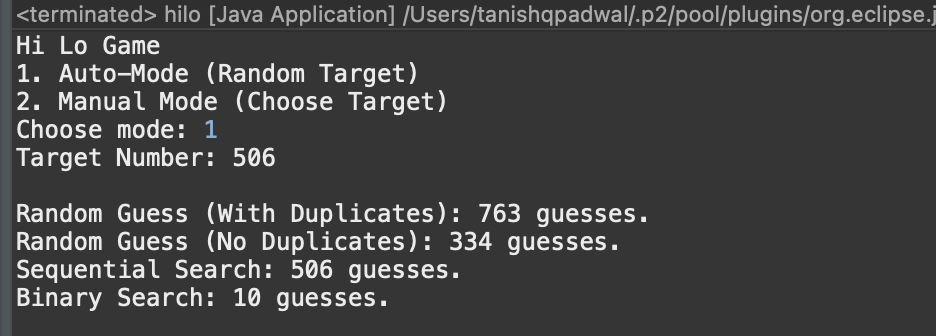 <terminated> hilo [Java Application] /Users/tanishqpadwal/.p2/pool/plugins/org.eclipse.j
Hi Lo Game
1. Auto-Mode (Random Target)
2. Manual Mode (Choose Target)
Choose mode: 1
Target Number: 506
Random Guess (With Duplicates): 763 guesses.
Random Guess (No Duplicates): 334 guesses.
Sequential Search: 506 guesses.
Binary Search: 10 guesses.